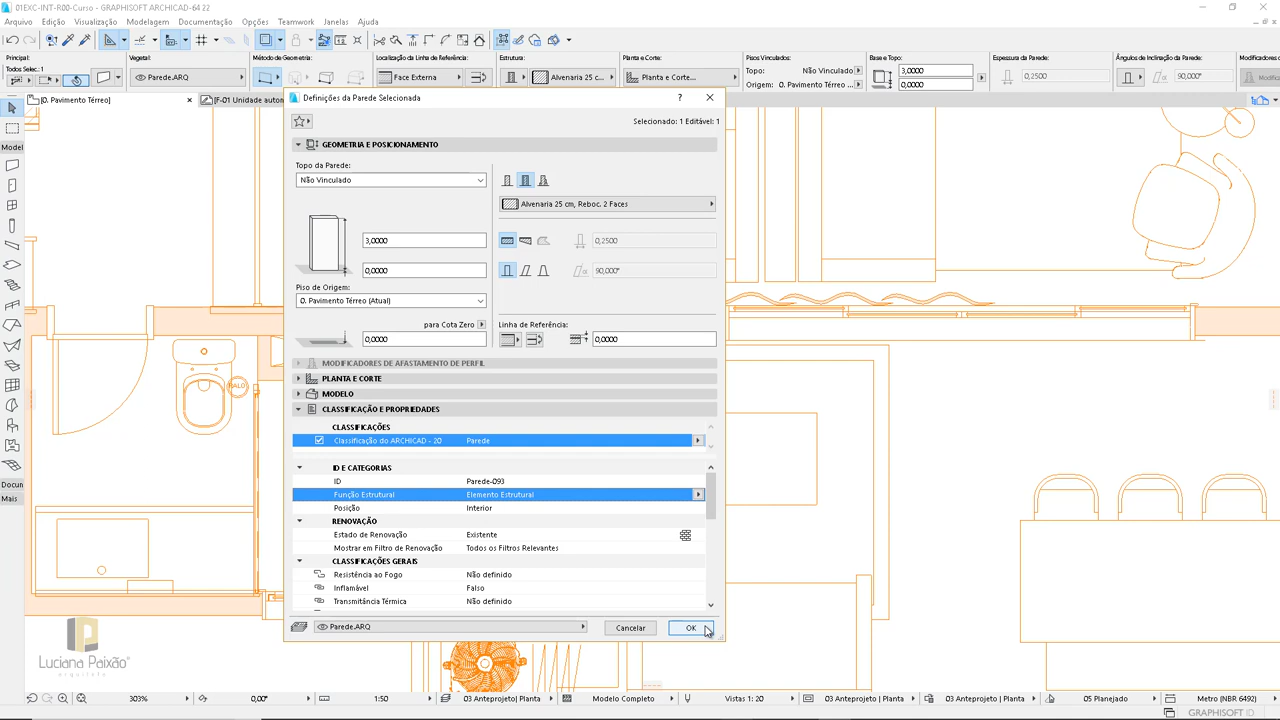 01EXC-INT-R00-Curso - GRAPHISOFT ARCHICAD-64 22
Arquivo Edição Visualização Modelagem Documentação Opções Teamwork Janelas Ajuda
Principal:
Todos Selec.: 1
Vegetal:
Parede.ARQ
Método de Geometria:
Localização da Linha de Referência:
Face Externa
Estrutura:
Alvenaria 25 c...
Planta e Corte:
Planta e Corte...
Pisos Vinculados:
Topo: Não Vinculado
Origem: 0. Pavimento Térreo ...
Base e Topo:
3,0000
0,0000
Espessura da Parede:
0,2500
Ângulos de Inclinação da Parede:
90,000°
Modificadores
Modific
[0. Pavimento Térreo]
[F-01 Unidade auton
Model
Docun
Mais
Definições da Parede Selecionada
?
Selecionado: 1 Editável: 1
GEOMETRIA E POSICIONAMENTO
Topo da Parede:
Não Vinculado
3,0000
0,0000
Piso de Origem:
0. Pavimento Térreo (Atual)
para Cota Zero
0,0000
Alvenaria 25 cm, Reboc. 2 Faces
0,2500
90,000°
Linha de Referência:
0,0000
MODIFICADORES DE AFASTAMENTO DE PERFIL
PLANTA E CORTE
MODELO
CLASSIFICAÇÃO E PROPRIEDADES
CLASSIFICAÇÕES
Classificação do ARCHICAD - 20 Parede
ID E CATEGORIAS
ID Parede-093
Função Estrutural Elemento Estrutural
Posição Interior
RENOVAÇÃO
Estado de Renovação Existente
Mostrar em Filtro de Renovação Todos os Filtros Relevantes
CLASSIFICAÇÕES GERAIS
Resistência ao Fogo Não definido
Inflamável Falso
Transmitância Térmica Não definido
Parede.ARQ
Cancelar
OK
RALO
Luciana Paixão
arquiteta
303% 0,00° 1:50 03 Anteprojeto| Planta Modelo Completo Vistas 1: 20 03 Anteprojeto | Planta 03 Anteprojeto | Planta 05 Planejado Metro (NBR 6492)
GRAPHISOFT ID